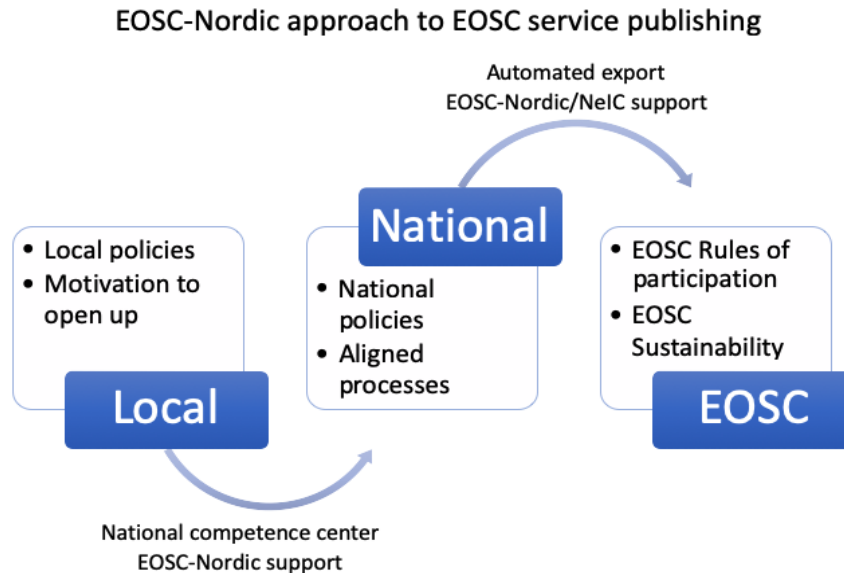 EOSC-Nordic approach to EOSC service publishing
Automated export
EOSC-Nordic/NeIC support
• Local policies
• Motivation to
open up
Local
National
• National
policies
• Aligned
processes
• EOSC Rules of
participation
• EOSC
Sustainability
EOSC
National competence center
EOSC-Nordic support